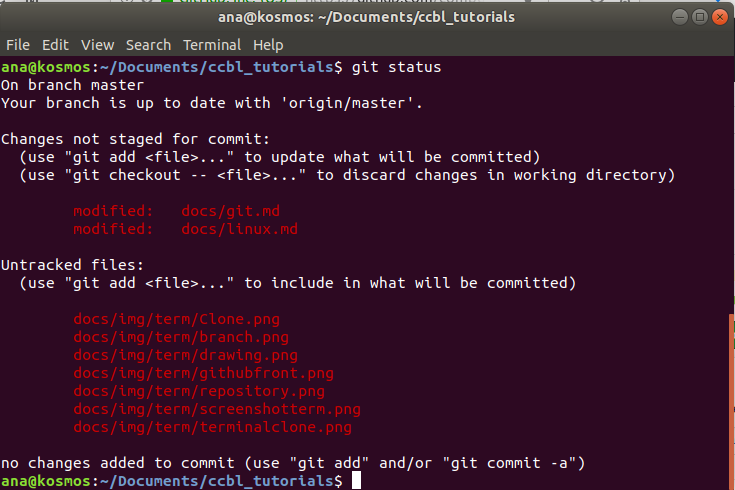 ana@kosmos: ~/Documents/ccbl_tutorials
File Edit View Search Terminal Help
ana@kosmos:~/Documents/ccbl_tutorials$ git status
On branch master
Your branch is up to date with 'origin/master'.
Changes not staged for commit:
(use "git add <file>..." to update what will be committed)
(use "git checkout -- <file>..." to discard changes in working directory)
modified: docs/git.md
modified: docs/linux.md
Untracked files:
(use "git add <file>..." to include in what will be committed)
docs/img/term/Clone.png
docs/img/term/branch.png
docs/img/term/drawing.png
docs/img/term/githubfront.png
docs/img/term/repository.png
docs/img/term/screenshotterm.png
docs/img/term/terminalclone.png
no changes added to commit (use "git add" and/or "git commit -a")
ana@kosmos:~/Documents/ccbl_tutorials$